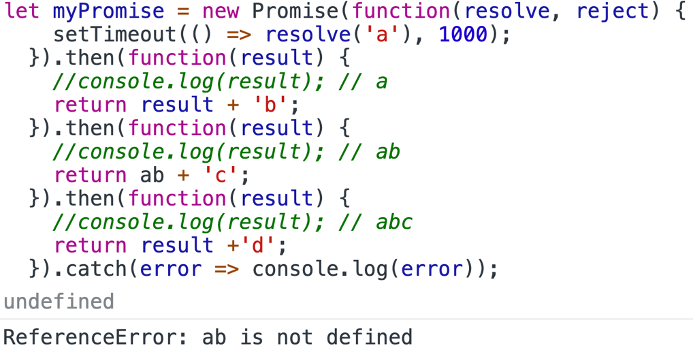 let myPromise = new Promise(function(resolve, reject) {
    setTimeout(() => resolve('a'), 1000);
  }).then(function(result) {
    //console.log(result); // a
    return result + 'b';
  }).then(function(result) {
    //console.log(result); // ab
    return ab + 'c';
  }).then(function(result) {
    //console.log(result); // abc
    return result +'d';
  }).catch(error => console.log(error));
undefined
ReferenceError: ab is not defined